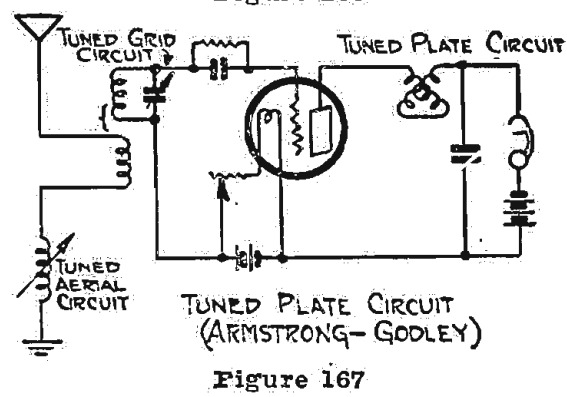 TUNED GRID
CIRCUIT
TUNED PLATE CIRCUIT
TUNED
AERIAL
CIRCUIT
TUNED PLATE CIRCUIT
(ARMSTRONG-GODLEY)
Figure 167